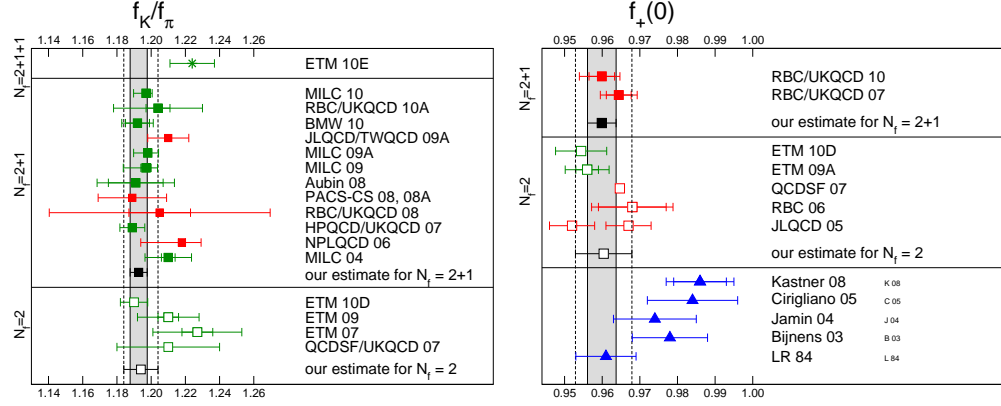 f_K/f_π
1.14 1.16 1.18 1.20 1.22 1.24 1.26
N_f=2+1+1
ETM 10E
N_f=2+1
MILC 10
RBC/UKQCD 10A
BMW 10
JLQCD/TWQCD 09A
MILC 09A
MILC 09
Aubin 08
PACS-CS 08, 08A
RBC/UKQCD 08
HPQCD/UKQCD 07
NPLQCD 06
MILC 04
our estimate for N_f = 2+1
N_f=2
ETM 10D
ETM 09
ETM 07
QCDSF/UKQCD 07
our estimate for N_f = 2
1.14 1.16 1.18 1.20 1.22 1.24 1.26
f_+(0)
0.95 0.96 0.97 0.98 0.99 1.00
N_f=2+1
RBC/UKQCD 10
RBC/UKQCD 07
our estimate for N_f = 2+1
N_f=2
ETM 10D
ETM 09A
QCDSF 07
RBC 06
JLQCD 05
our estimate for N_f = 2
Kastner 08 K 08
Cirigliano 05 C 05
Jamin 04 J 04
Bijnens 03 B 03
LR 84 L 84
0.95 0.96 0.97 0.98 0.99 1.00